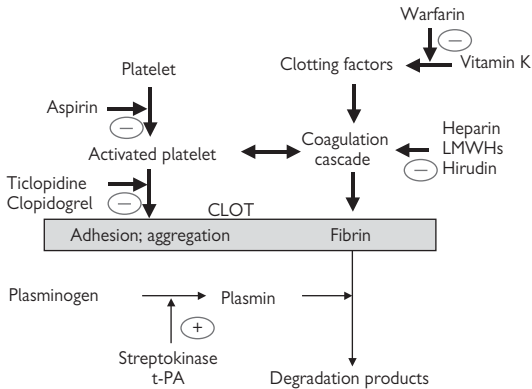 Warfarin
−
Platelet
Clotting factors
Vitamin K
Aspirin
−
Activated platelet
Coagulation
cascade
Heparin
LMWHs
Hirudin
−
Ticlopidine
Clopidogrel
−
CLOT
Adhesion; aggregation
Fibrin
Plasminogen
Plasmin
+
Streptokinase
t-PA
Degradation products